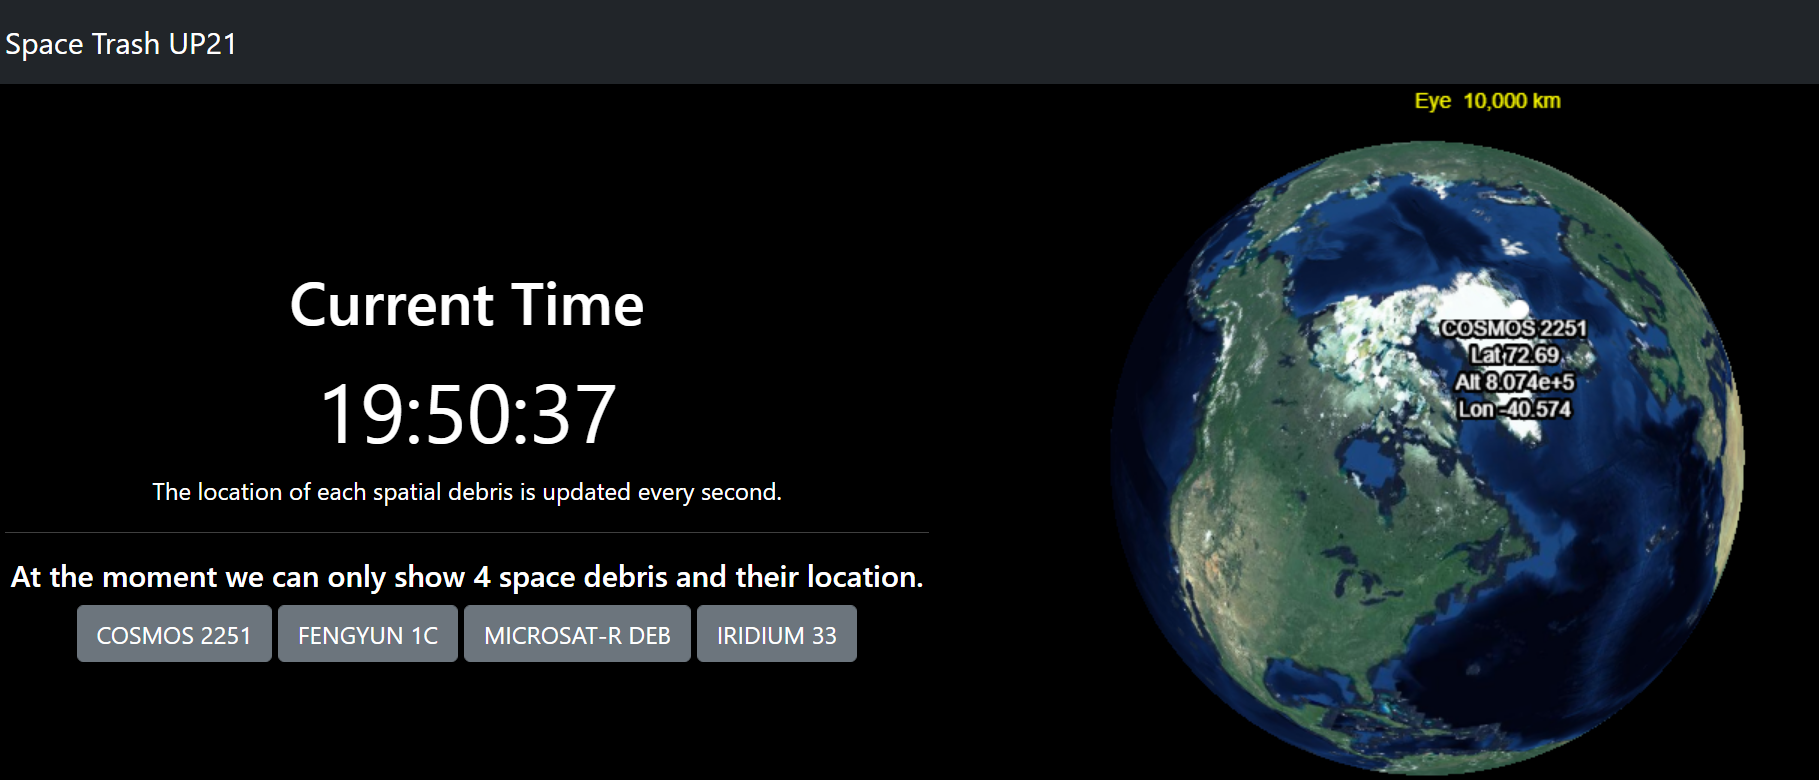 Space Trash UP21
Eye 10,000 km
Current Time
19:50:37
The location of each spatial debris is updated every second.
At the moment we can only show 4 space debris and their location.
COSMOS 2251
FENGYUN 1C
MICROSAT-R DEB
IRIDIUM 33
COSMOS 2251
Lat 72.69
Alt 8.074e+5
Lon -40.574